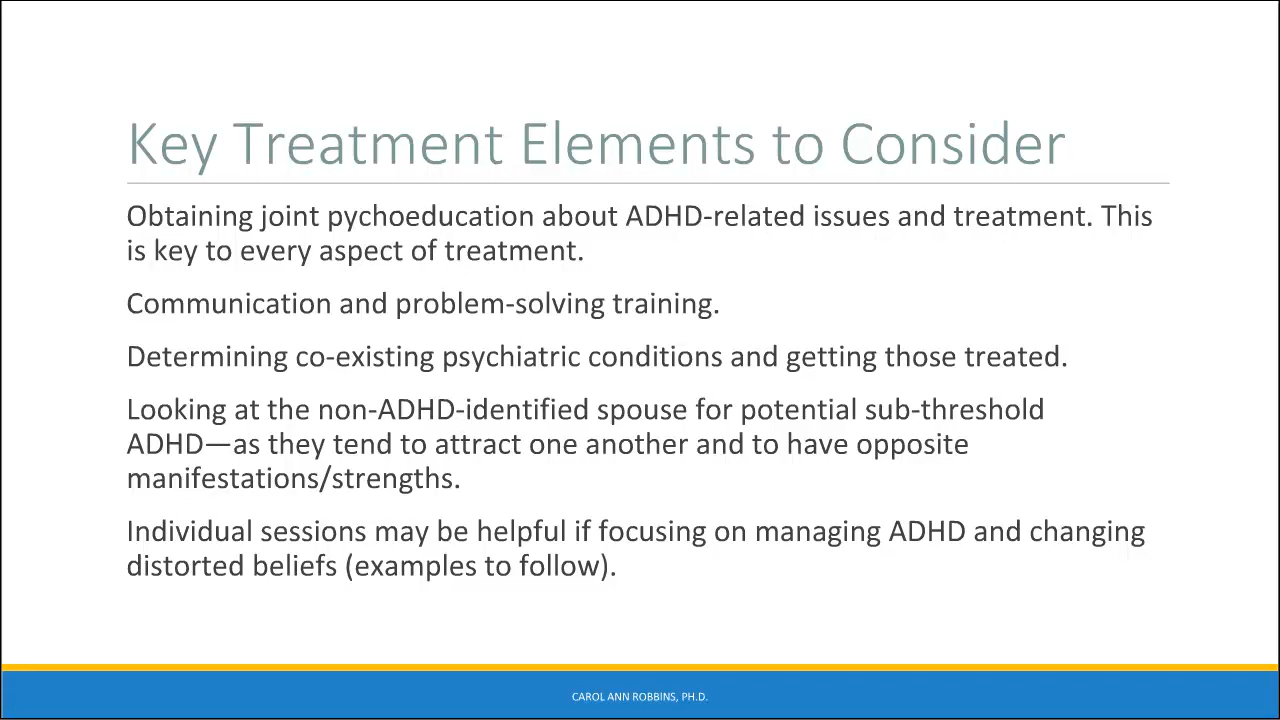 Key Treatment Elements to Consider
Obtaining joint pychoeducation about ADHD-related issues and treatment. This
is key to every aspect of treatment.
Communication and problem-solving training.
Determining co-existing psychiatric conditions and getting those treated.
Looking at the non-ADHD-identified spouse for potential sub-threshold
ADHD—as they tend to attract one another and to have opposite
manifestations/strengths.
Individual sessions may be helpful if focusing on managing ADHD and changing
distorted beliefs (examples to follow).
CAROL ANN ROBBINS, PH.D.